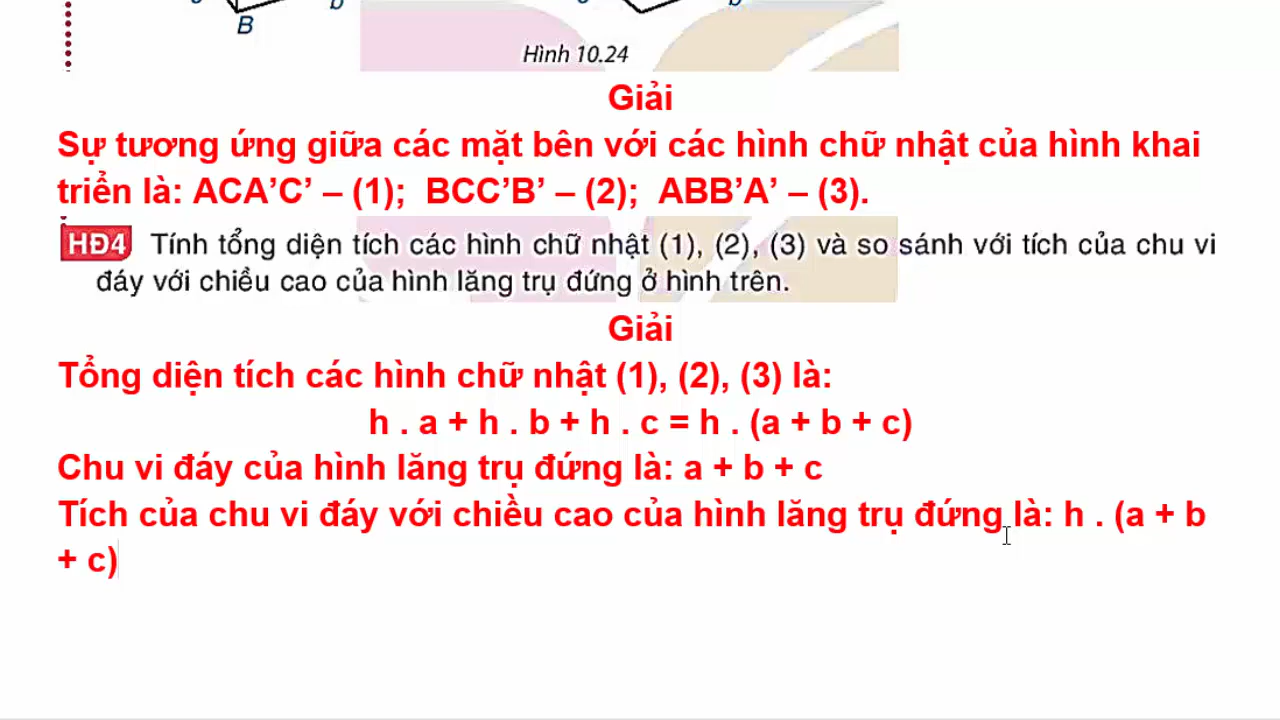 B
b
b
Hình 10.24
Giải
Sự tương ứng giữa các mặt bên với các hình chữ nhật của hình khai
triển là: ACA’C’ – (1); BCC’B’ – (2); ABB’A’ – (3).
HĐ4 Tính tổng diện tích các hình chữ nhật (1), (2), (3) và so sánh với tích của chu vi
đáy với chiều cao của hình lăng trụ đứng ở hình trên.
Giải
Tổng diện tích các hình chữ nhật (1), (2), (3) là:
h . a + h . b + h . c = h . (a + b + c)
Chu vi đáy của hình lăng trụ đứng là: a + b + c
Tích của chu vi đáy với chiều cao của hình lăng trụ đứng là: h . (a + b
+ c)